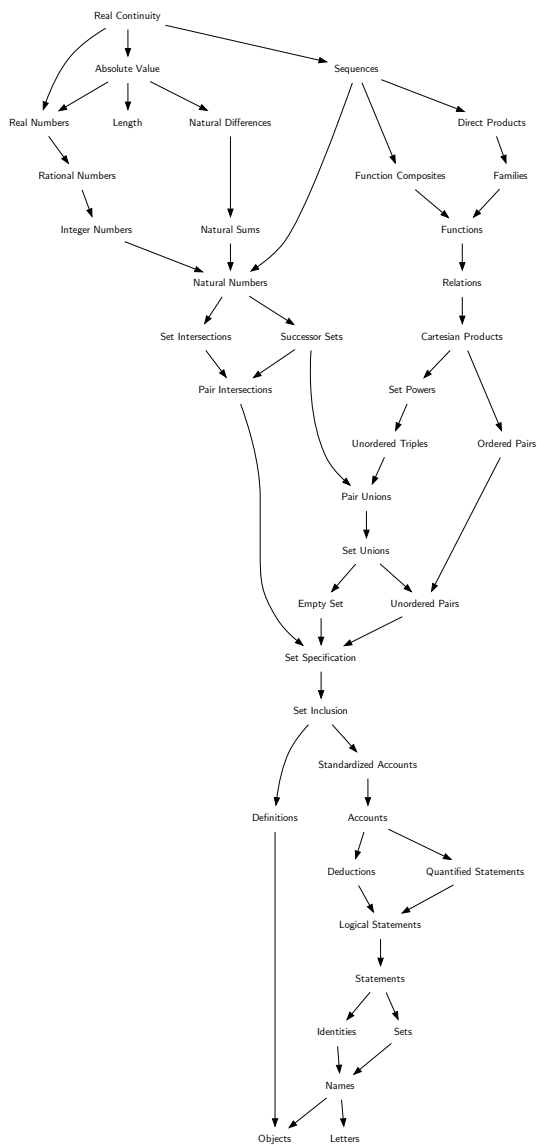 Real Continuity
Absolute Value
Sequences
Real Numbers
Length
Natural Differences
Direct Products
Rational Numbers
Function Composites
Families
Integer Numbers
Natural Sums
Functions
Natural Numbers
Relations
Set Intersections
Successor Sets
Cartesian Products
Pair Intersections
Set Powers
Unordered Triples
Ordered Pairs
Pair Unions
Set Unions
Empty Set
Unordered Pairs
Set Specification
Set Inclusion
Standardized Accounts
Definitions
Accounts
Deductions
Quantified Statements
Logical Statements
Statements
Identities
Sets
Names
Objects
Letters